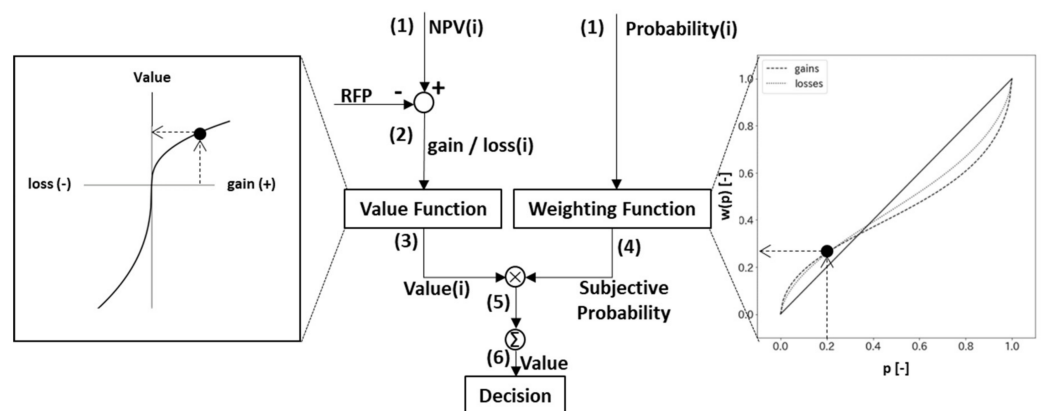 (1)
NPV(i)
(1)
Probability(i)
RFP
-
+
(2)
gain / loss(i)
Value
loss (-)
gain (+)
Value Function
Weighting Function
(3)
(4)
Value(i)
×
(5)
Subjective
Probability
Σ
(6)
Value
Decision
gains
losses
w(p) [-]
1.0
0.8
0.6
0.4
0.2
0.0
0.0 0.2 0.4 0.6 0.8 1.0
p [-]